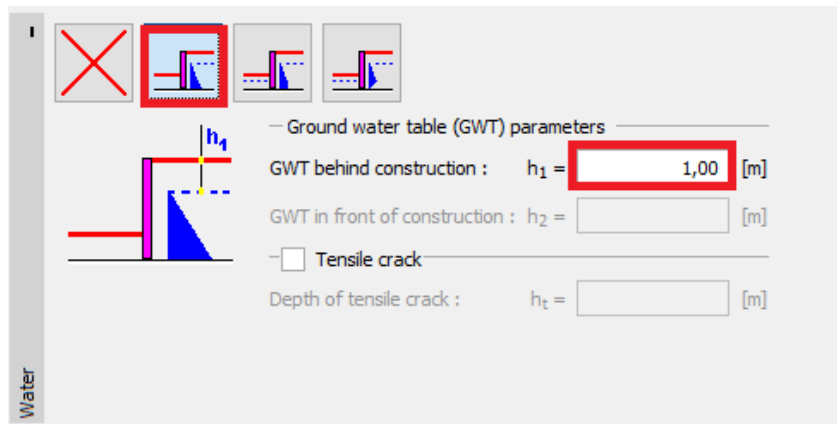 h₁
Ground water table (GWT) parameters
GWT behind construction : h₁ = 1,00 [m]
GWT in front of construction : h₂ = [m]
Tensile crack
Depth of tensile crack : hₜ = [m]
Water